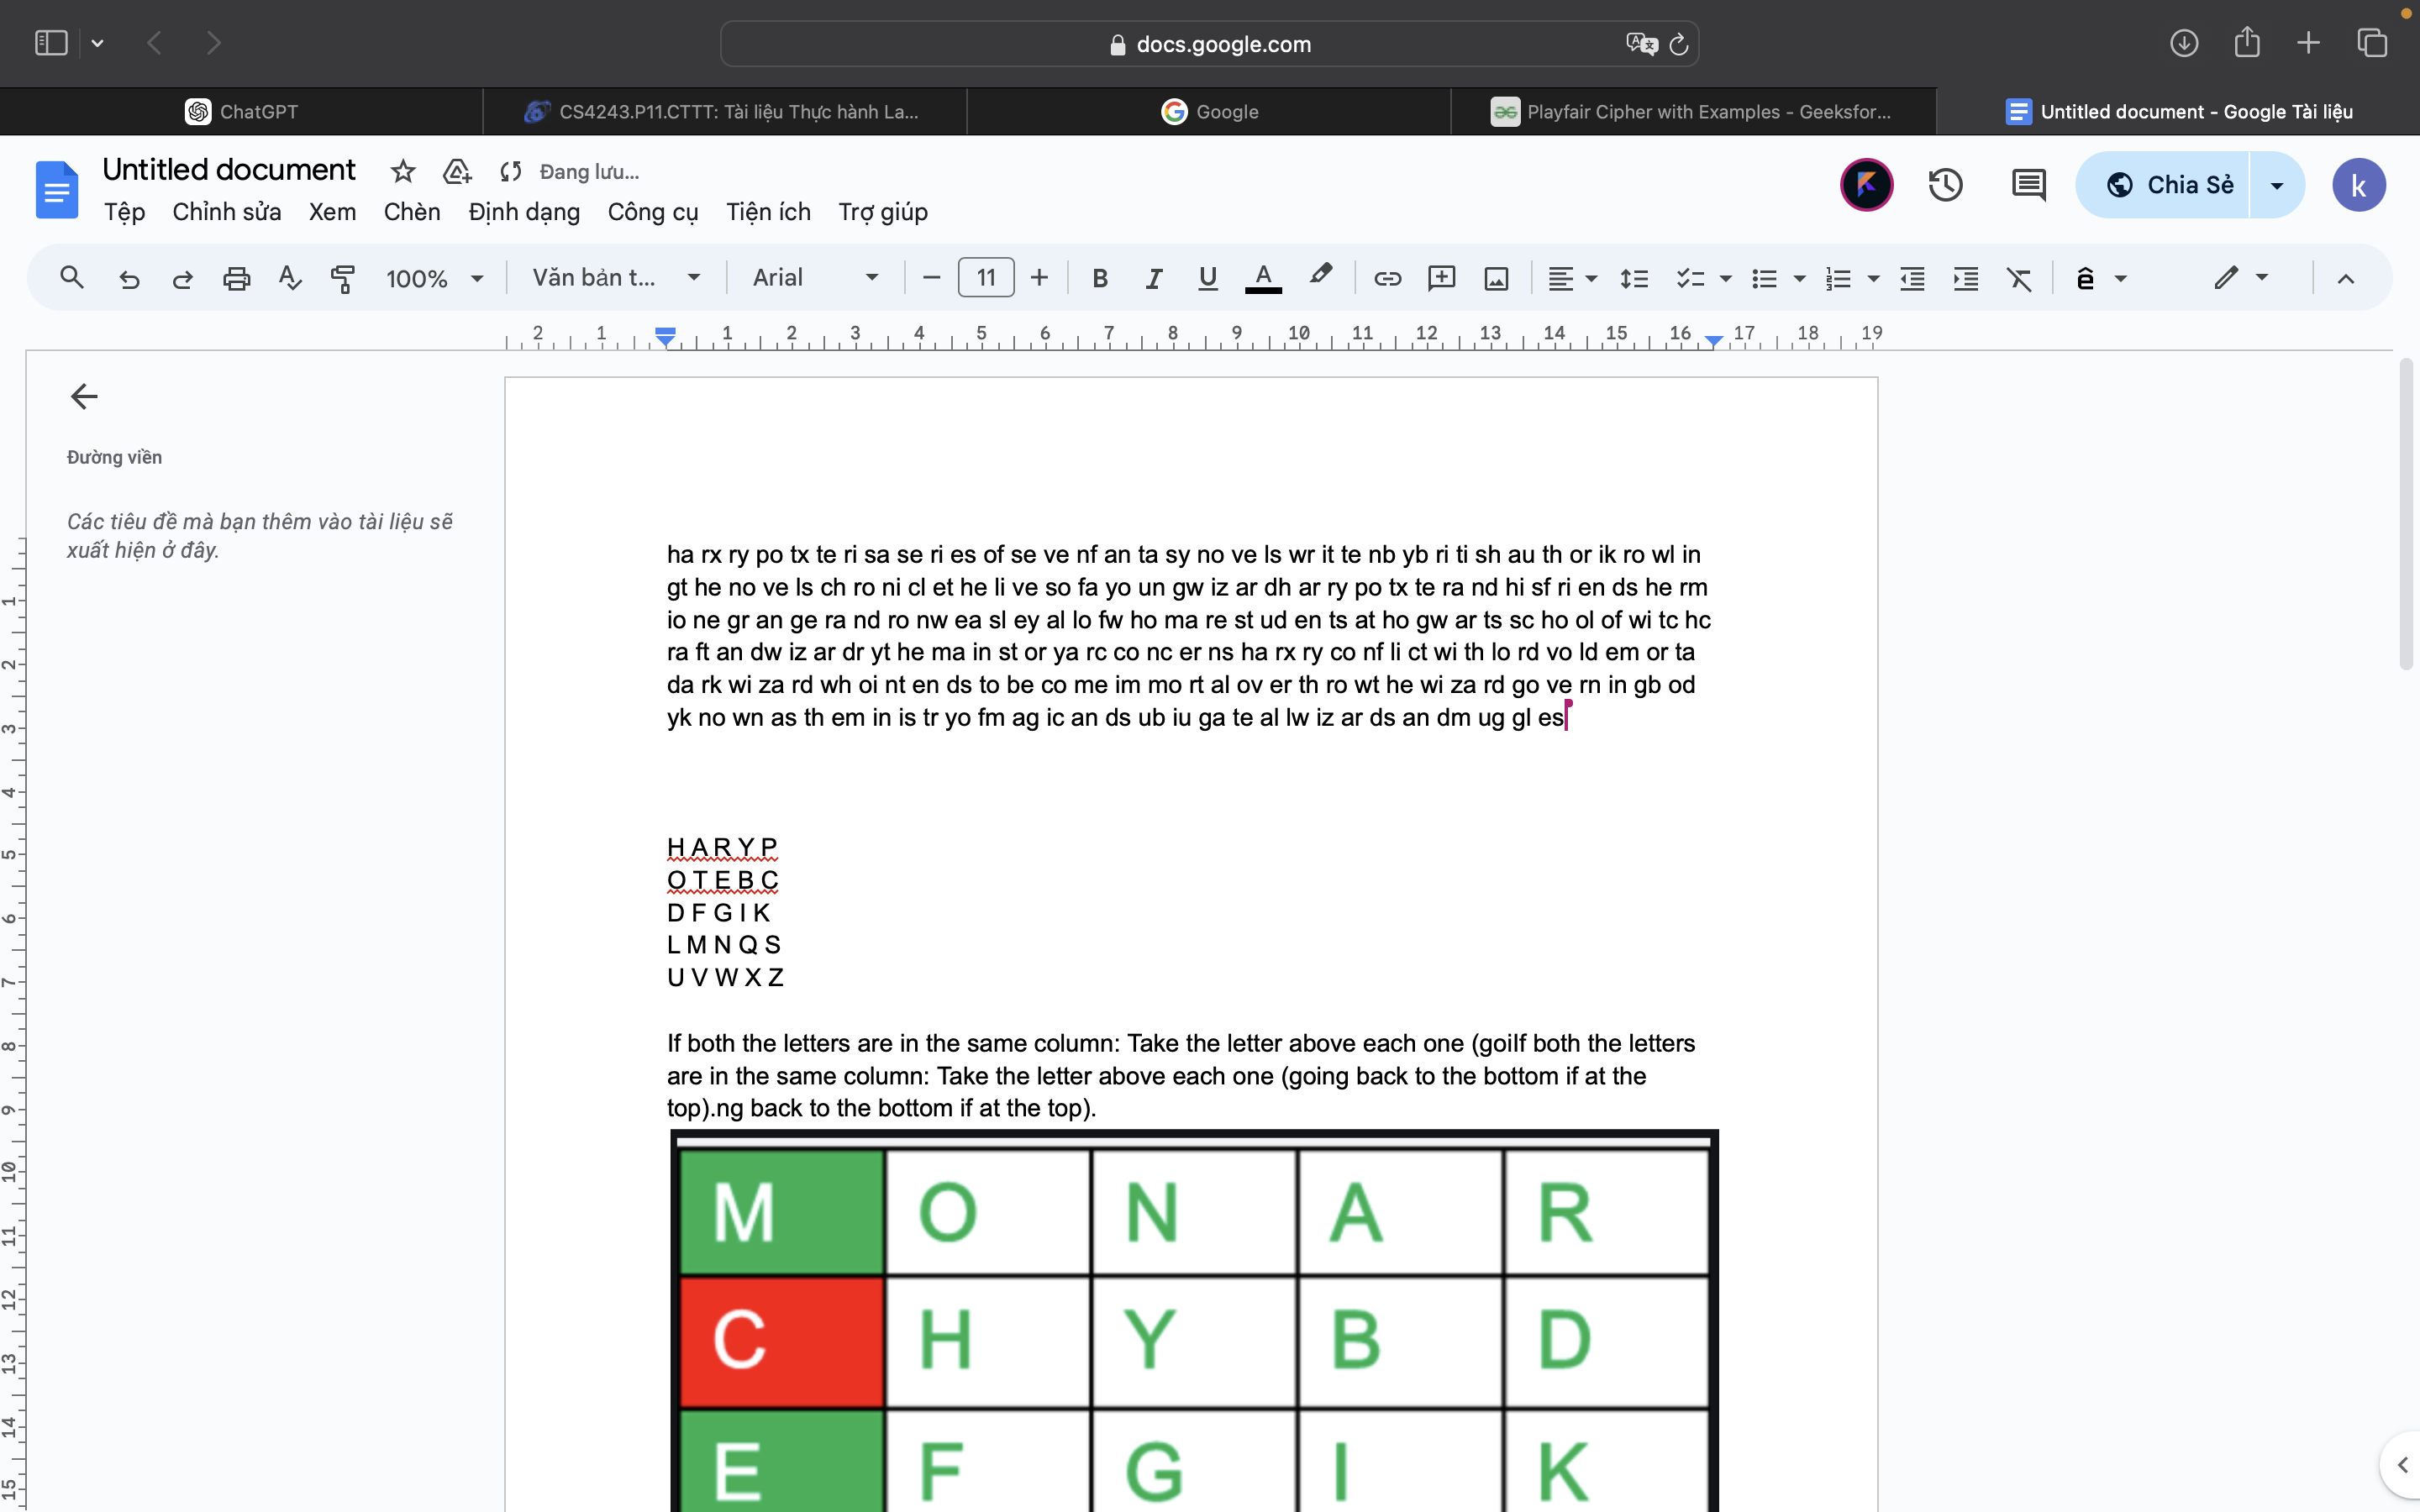 docs.google.com
ChatGPT
CS4243.P11.CTTT: Tài liệu Thực hành La...
Google
Playfair Cipher with Examples - Geeksfor...
Untitled document - Google Tài liệu
Untitled document
Đang lưu...
Chia Sẻ
k
Tệp Chỉnh sửa Xem Chèn Định dạng Công cụ Tiện ích Trợ giúp
100% Văn bản t... Arial 11 B I U A ê
2 1 1 2 3 4 5 6 7 8 9 10 11 12 13 14 15 16 17 18 19
Đường viền
Các tiêu đề mà bạn thêm vào tài liệu sẽ
xuất hiện ở đây.
1
2
3
4
5
6
7
8
9
10
11
12
13
14
15
ha rx ry po tx te ri sa se ri es of se ve nf an ta sy no ve ls wr it te nb yb ri ti sh au th or ik ro wl in
gt he no ve ls ch ro ni cl et he li ve so fa yo un gw iz ar dh ar ry po tx te ra nd hi sf ri en ds he rm
io ne gr an ge ra nd ro nw ea sl ey al lo fw ho ma re st ud en ts at ho gw ar ts sc ho ol of wi tc hc
ra ft an dw iz ar dr yt he ma in st or ya rc co nc er ns ha rx ry co nf li ct wi th lo rd vo ld em or ta
da rk wi za rd wh oi nt en ds to be co me im mo rt al ov er th ro wt he wi za rd go ve rn in gb od
yk no wn as th em in is tr yo fm ag ic an ds ub iu ga te al lw iz ar ds an dm ug gl es
H A R Y P
O T E B C
D F G I K
L M N Q S
U V W X Z
If both the letters are in the same column: Take the letter above each one (goiIf both the letters
are in the same column: Take the letter above each one (going back to the bottom if at the
top).ng back to the bottom if at the top).
M O N A R
C H Y B D
E F G I K